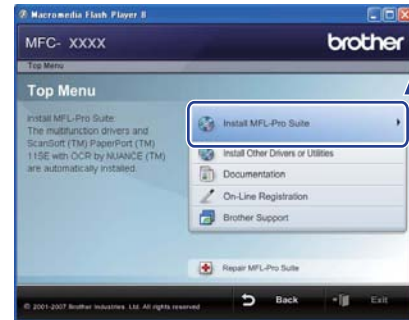 Macromedia Flash Player 8
MFC- XXXX
brother
Top Menu
Top Menu
Install MFL-Pro Suite:
The multifunction drivers and
ScanSoft (TM) PaperPort (TM)
11SE with OCR by NUANCE (TM)
are automatically installed.
Install MFL-Pro Suite
Install Other Drivers or Utilities
Documentation
On-Line Registration
Brother Support
Repair MFL-Pro Suite
© 2001-2007 Brother Industries, Ltd. All rights reserved
Back
Exit